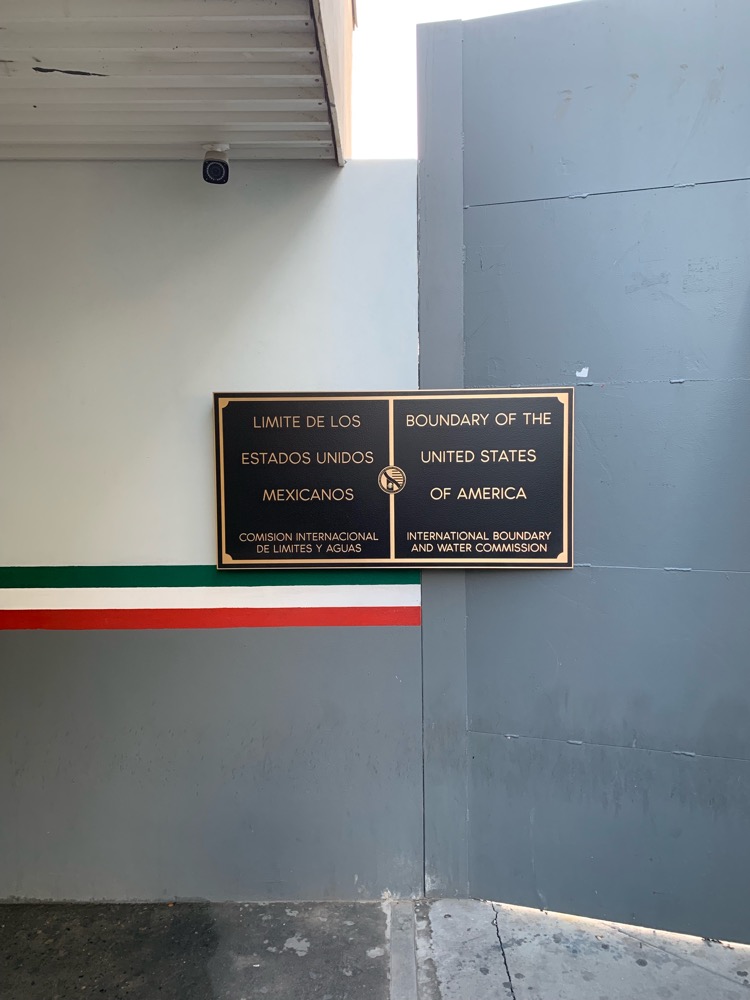 LIMITE DE LOS
ESTADOS UNIDOS
MEXICANOS
COMISION INTERNACIONAL
DE LIMITES Y AGUAS
BOUNDARY OF THE
UNITED STATES
OF AMERICA
INTERNATIONAL BOUNDARY
AND WATER COMMISSION